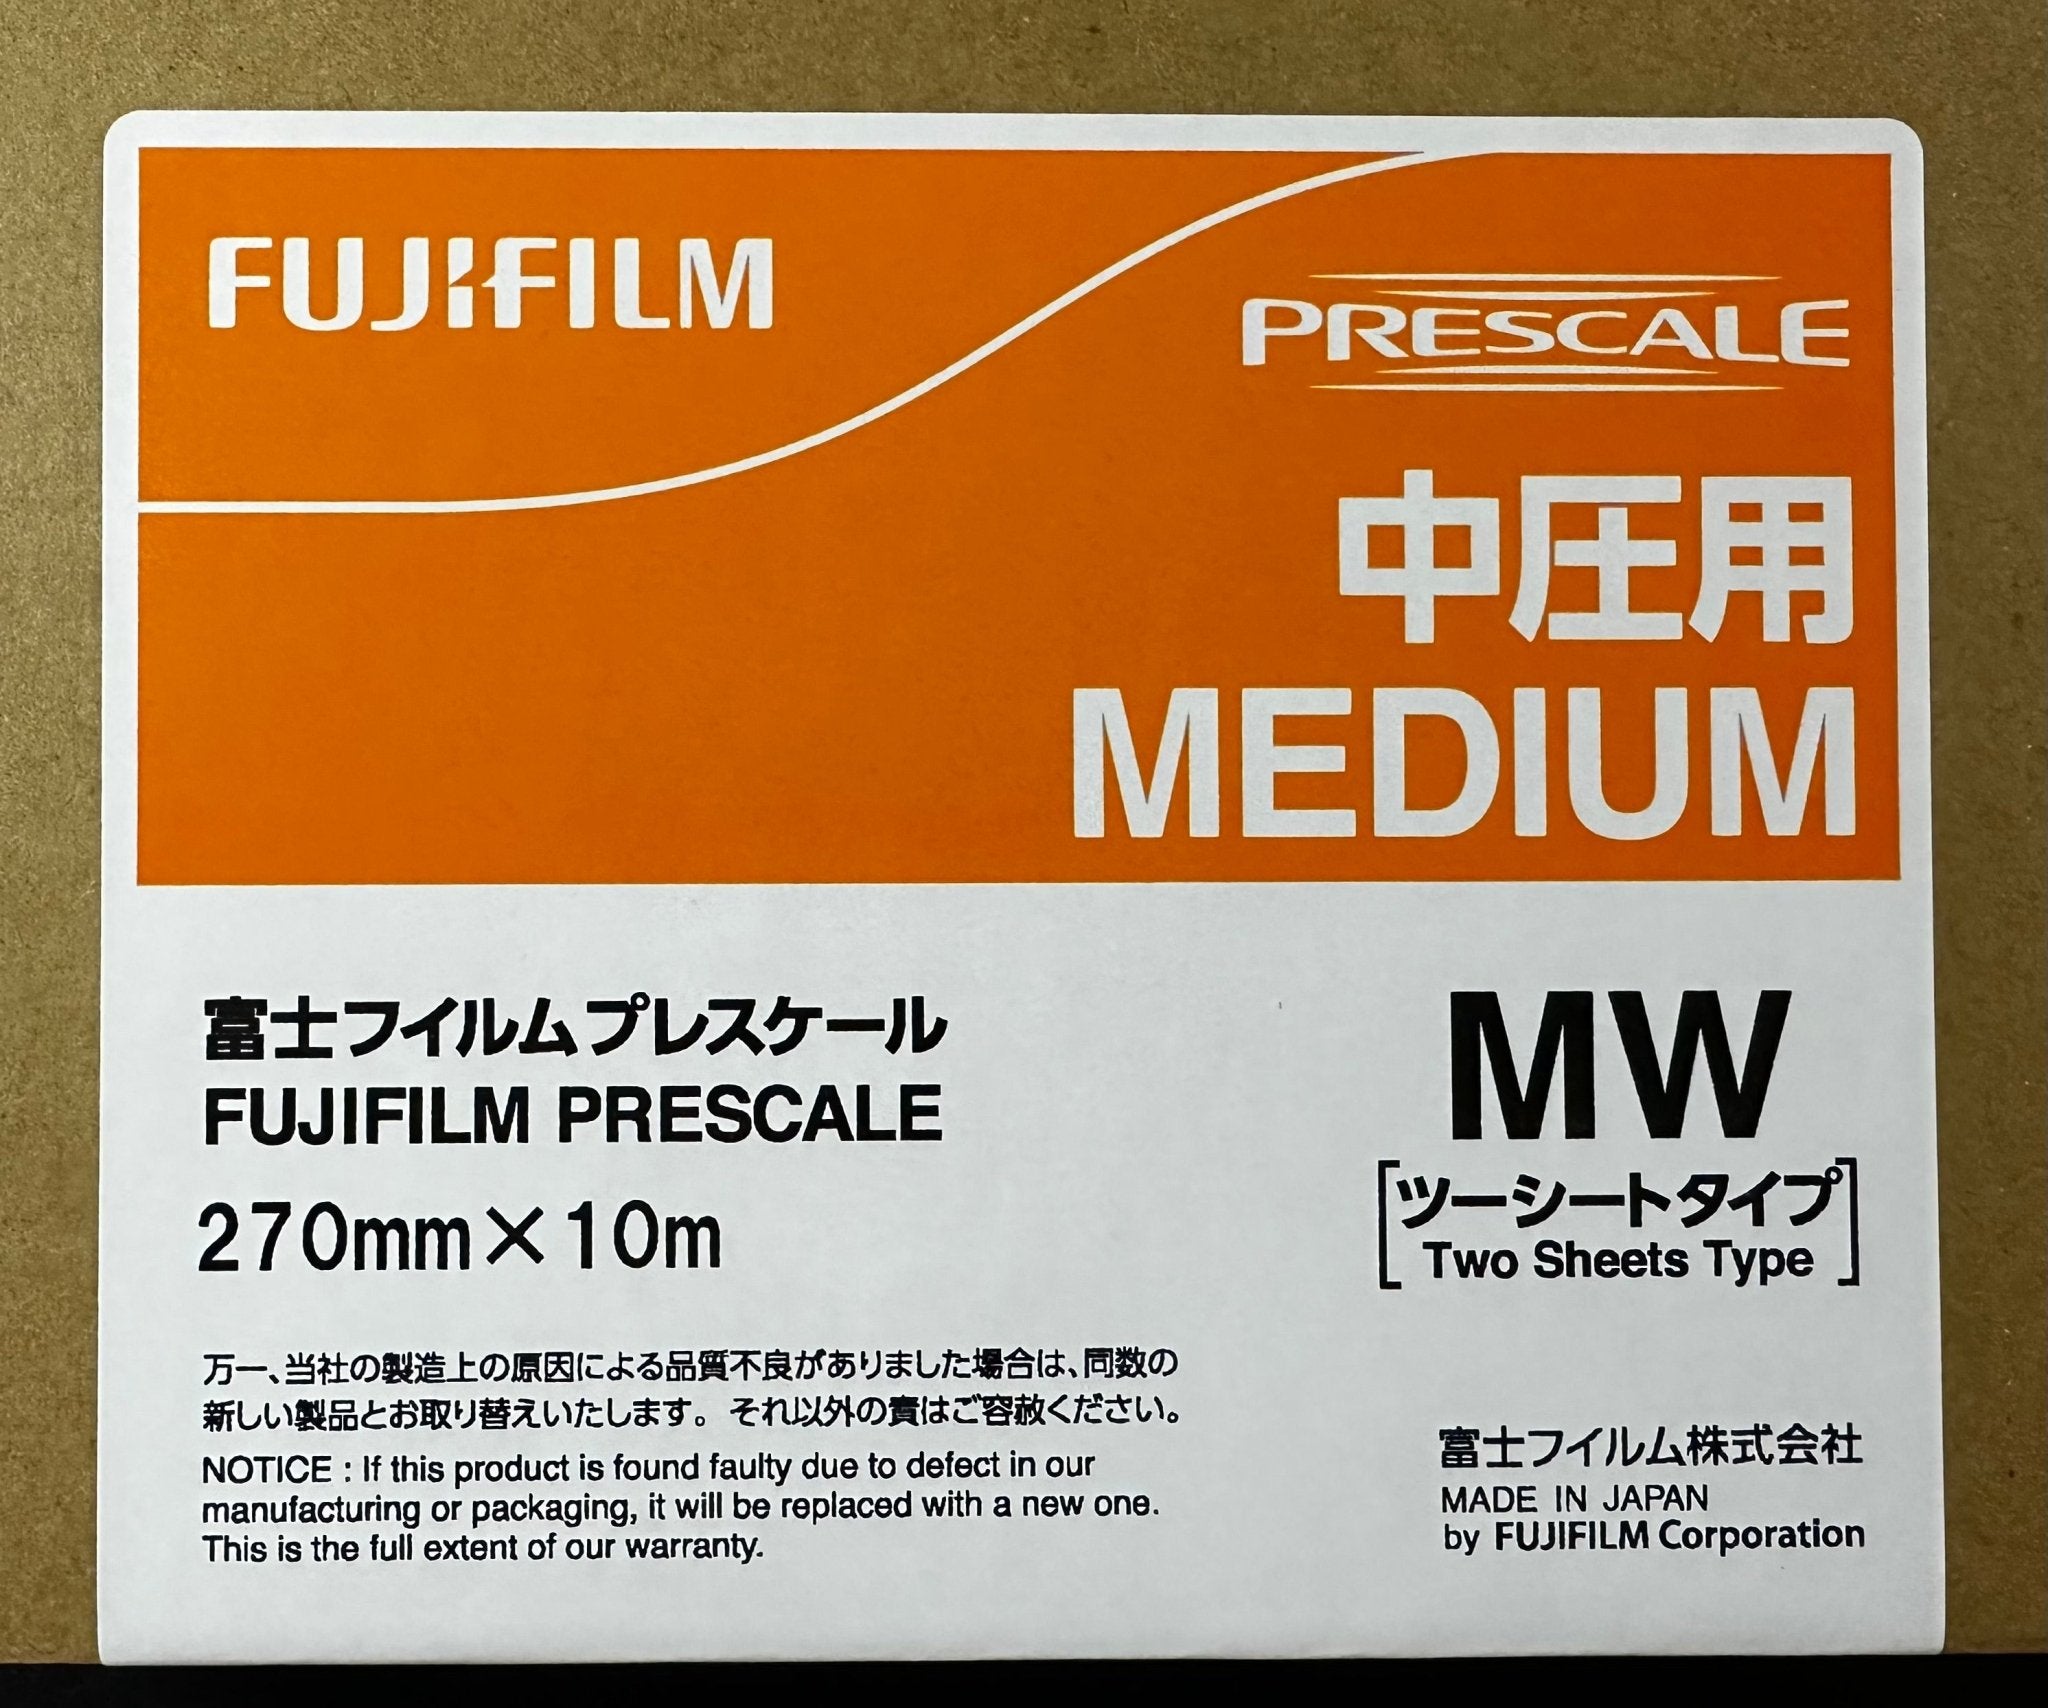 FUJIFILM
PRESCALE
中圧用
MEDIUM
富士フイルムプレスケール
FUJIFILM PRESCALE
270mm×10m
MW
[ツーシートタイプ
Two Sheets Type]
万一、当社の製造上の原因による品質不良がありました場合は、同数の
新しい製品とお取り替えいたします。それ以外の責はご容赦ください。
NOTICE : If this product is found faulty due to defect in our
manufacturing or packaging, it will be replaced with a new one.
This is the full extent of our warranty.
富士フイルム株式会社
MADE IN JAPAN
by FUJIFILM Corporation